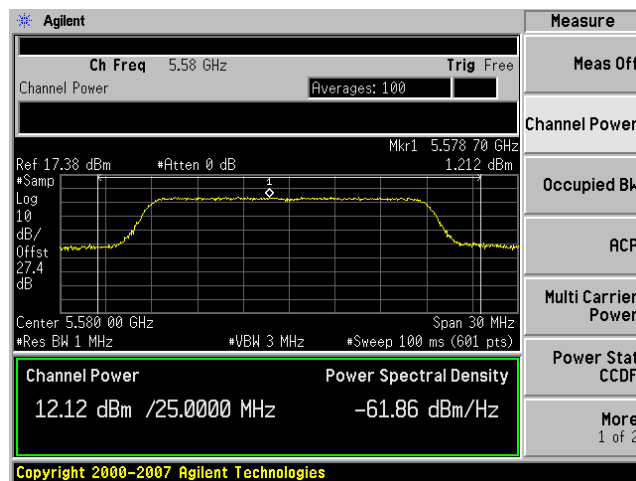 Agilent
Measure
Ch Freq 5.58 GHz Trig Free
Meas Off
Channel Power Averages: 100
Channel Power
Mkr1 5.578 70 GHz
Ref 17.38 dBm #Atten 0 dB 1.212 dBm
#Samp
Log
10
dB/
Offst
27.4
dB
1
Occupied BW
ACP
Multi Carrier
Power
Center 5.580 00 GHz Span 30 MHz
#Res BW 1 MHz #VBW 3 MHz #Sweep 100 ms (601 pts)
Channel Power Power Spectral Density
12.12 dBm /25.0000 MHz -61.86 dBm/Hz
Power Stat
CCDF
More
1 of 2
Copyright 2000-2007 Agilent Technologies